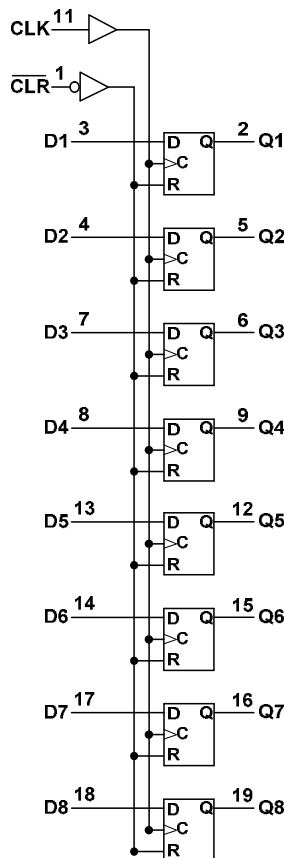 CLK 11
C̅L̅R̅ 1
D1 3 D Q 2 Q1
C
R
D2 4 D Q 5 Q2
C
R
D3 7 D Q 6 Q3
C
R
D4 8 D Q 9 Q4
C
R
D5 13 D Q 12 Q5
C
R
D6 14 D Q 15 Q6
C
R
D7 17 D Q 16 Q7
C
R
D8 18 D Q 19 Q8
C
R